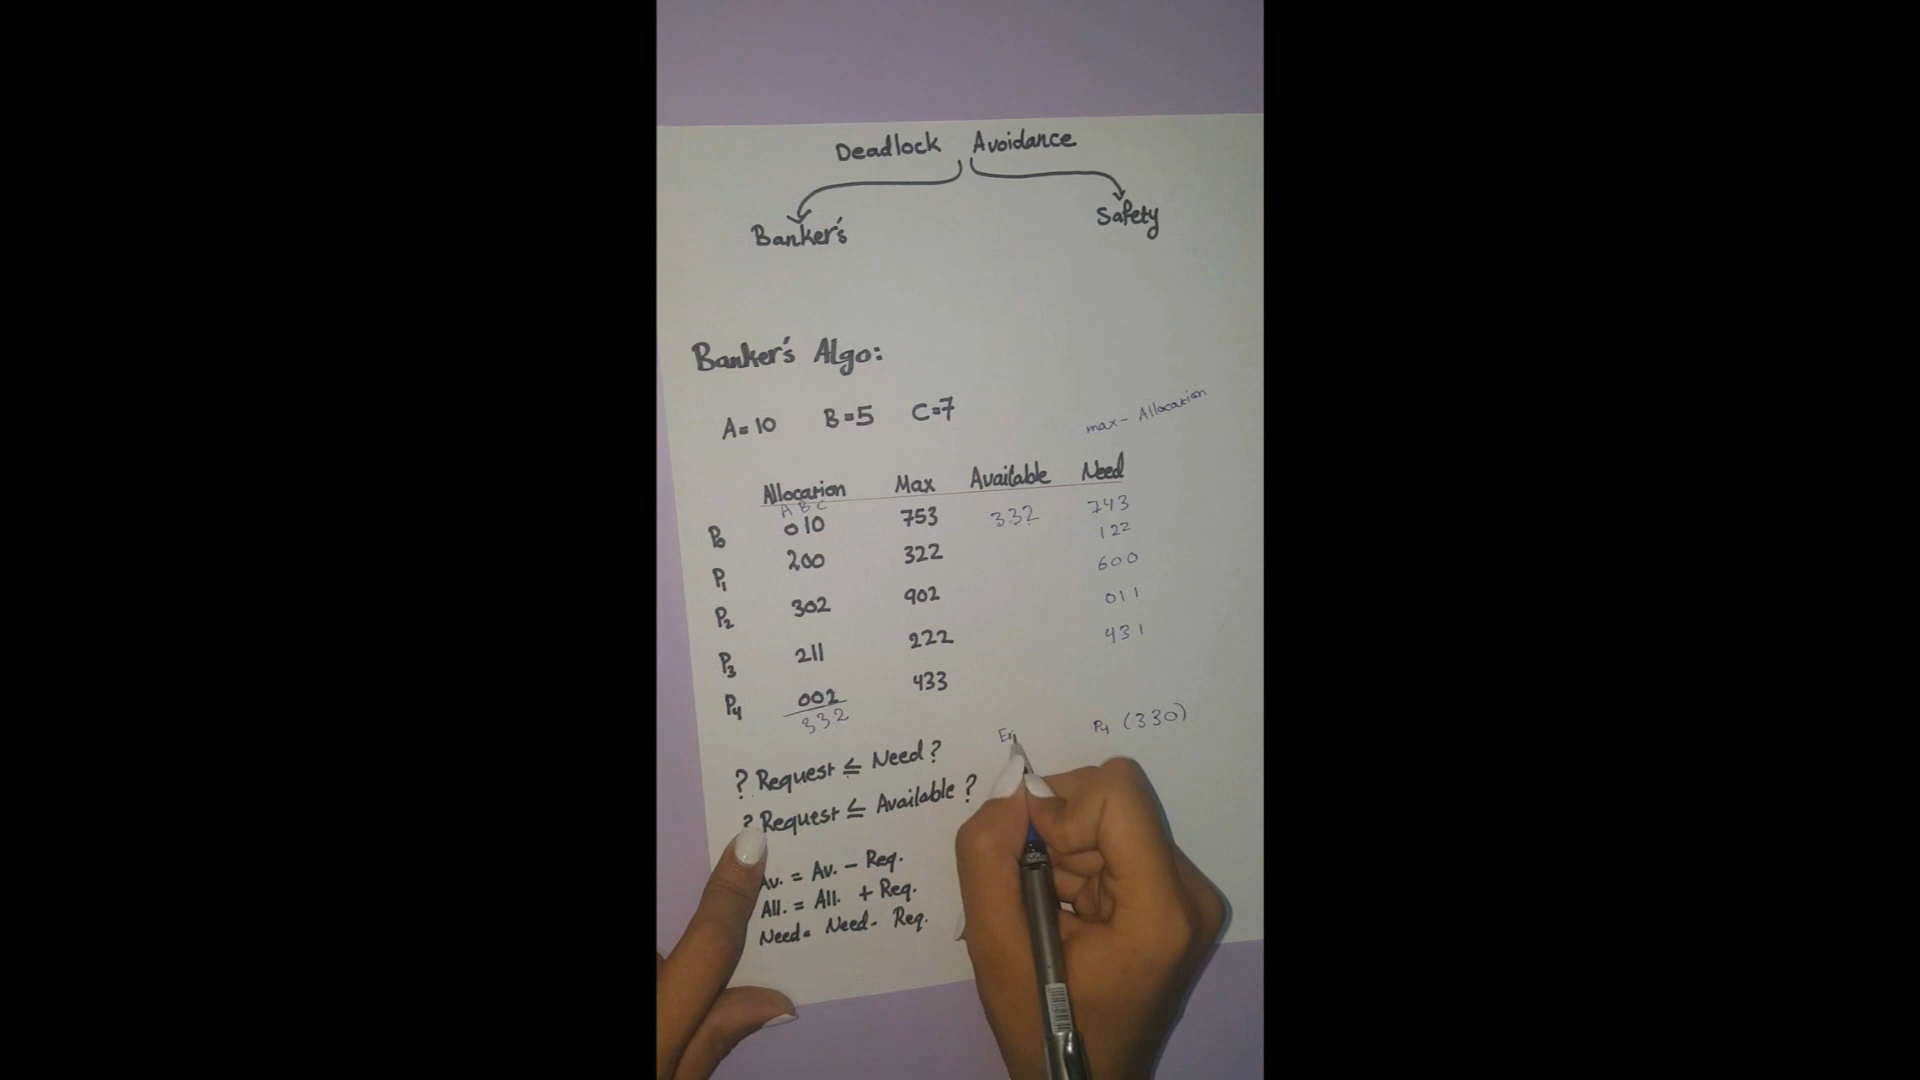 Deadlock Avoidance
Banker's Safety
Banker's Algo:
A=10 B=5 C=7
max - Allocation
Allocation Max Available Need
A B C
P0 010 753 332 743
P1 200 322 122
P2 302 902 600
P3 211 222 011
P4 002 433 431
332
P4 (330)
? Request ≤ Need?
? Request ≤ Available?
Av. = Av. - Req.
All. = All. + Req.
Need = Need - Req.